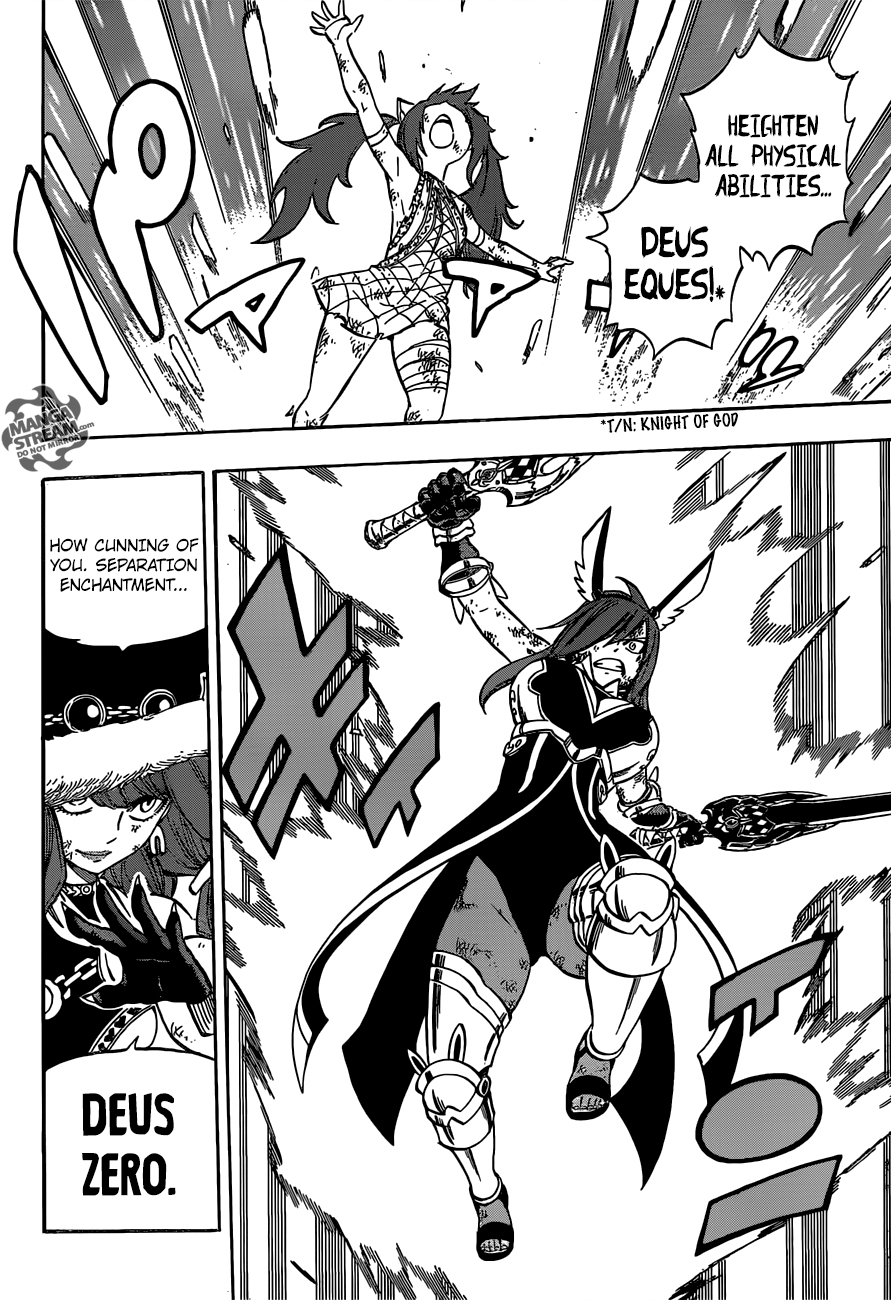 HEIGHTEN
ALL PHYSICAL
ABILITIES...
DEUS
EQUES!*
*T/N: KNIGHT OF GOD
MANGA
STREAM.com
DO NOT MIRROR
HOW CUNNING OF
YOU. SEPARATION
ENCHANTMENT...
DEUS
ZERO.